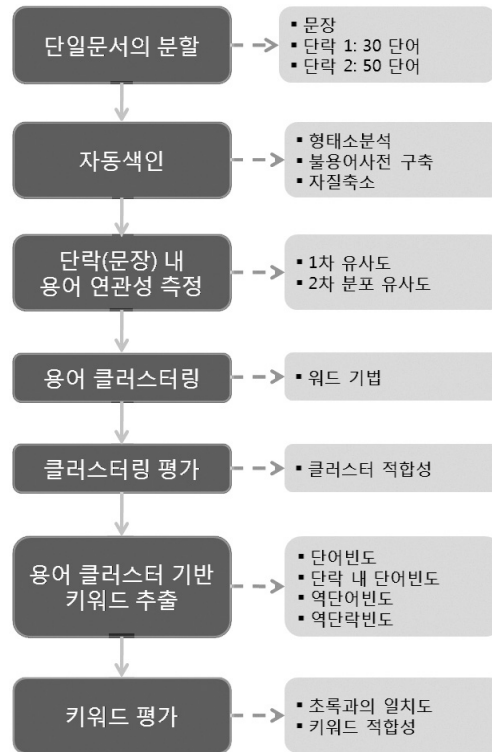 단일문서의 분할
▪ 문장
▪ 단락 1: 30 단어
▪ 단락 2: 50 단어
자동색인
▪ 형태소분석
▪ 불용어사전 구축
▪ 자질축소
단락(문장) 내
용어 연관성 측정
▪ 1차 유사도
▪ 2차 분포 유사도
용어 클러스터링
▪ 워드 기법
클러스터링 평가
▪ 클러스터 적합성
용어 클러스터 기반
키워드 추출
▪ 단어빈도
▪ 단락 내 단어빈도
▪ 역단어빈도
▪ 역단락빈도
키워드 평가
▪ 초록과의 일치도
▪ 키워드 적합성